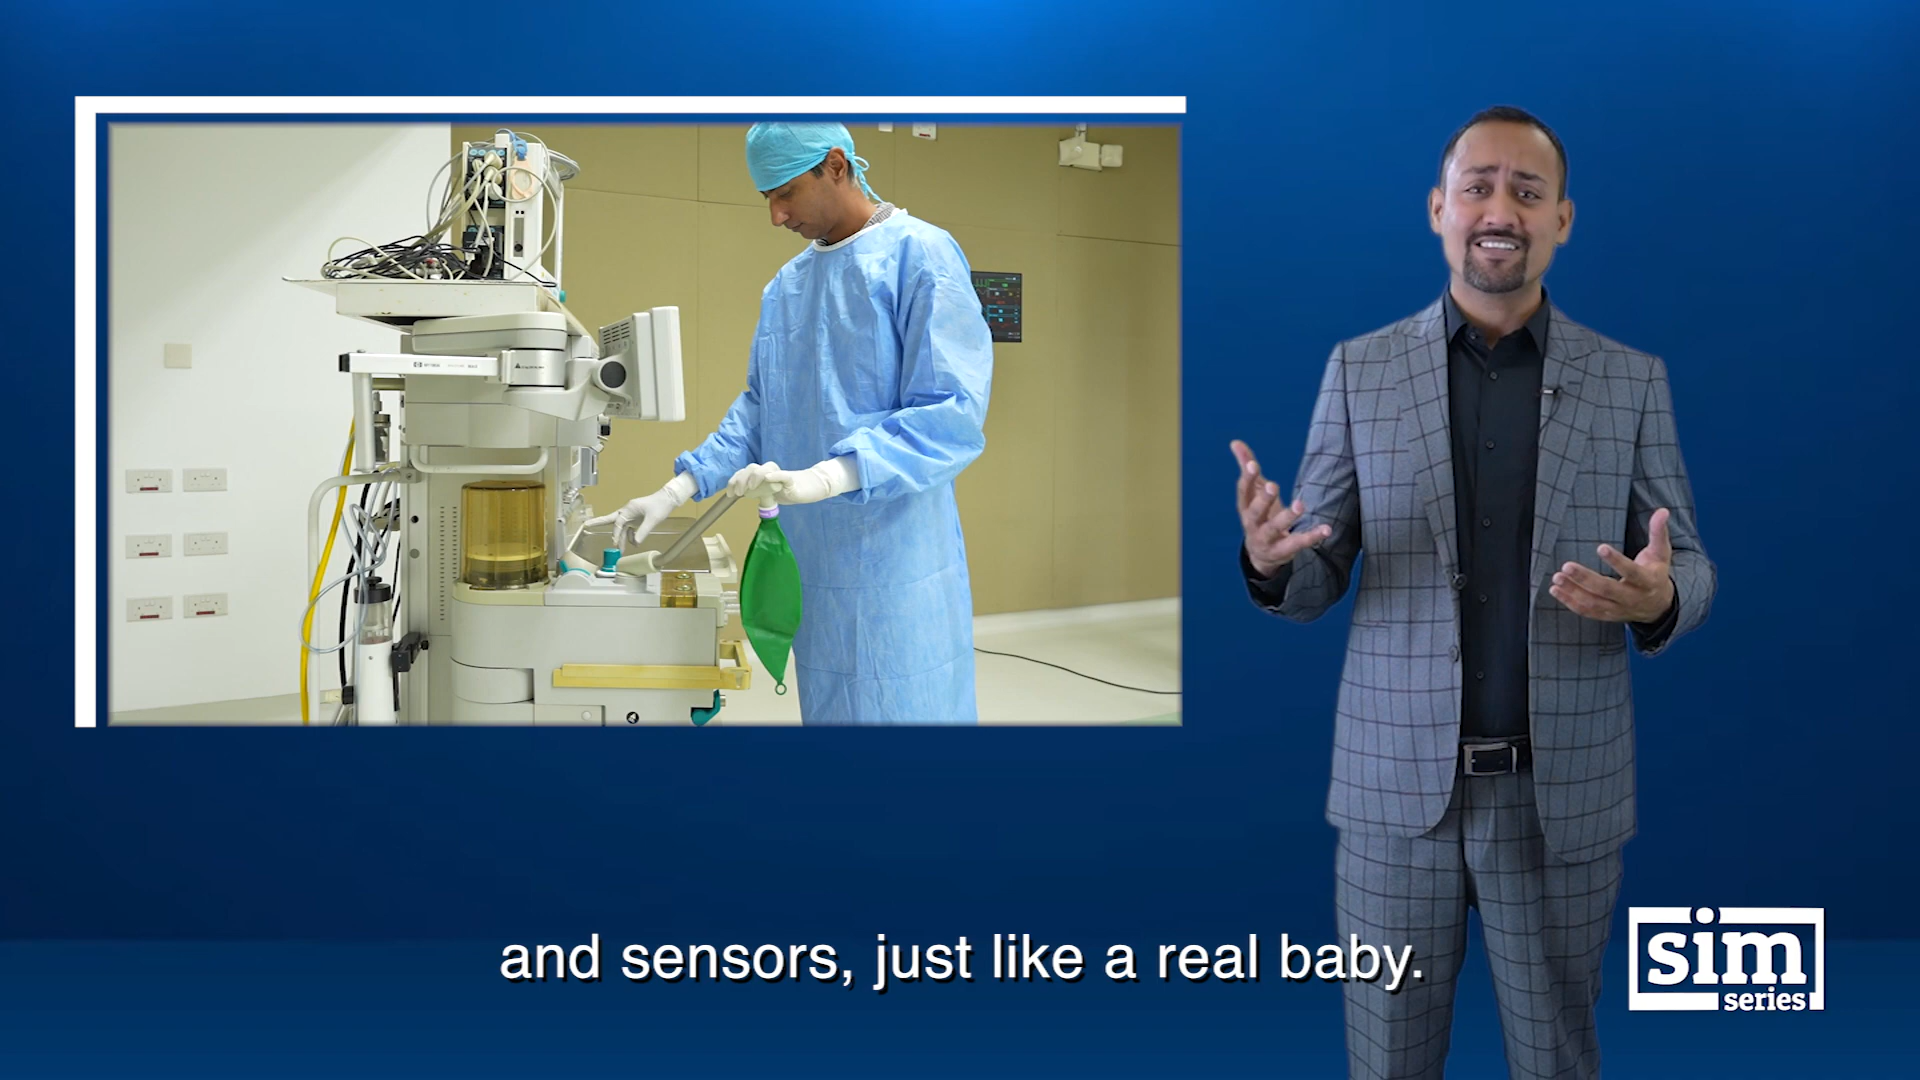 and sensors, just like a real baby.
sim
series